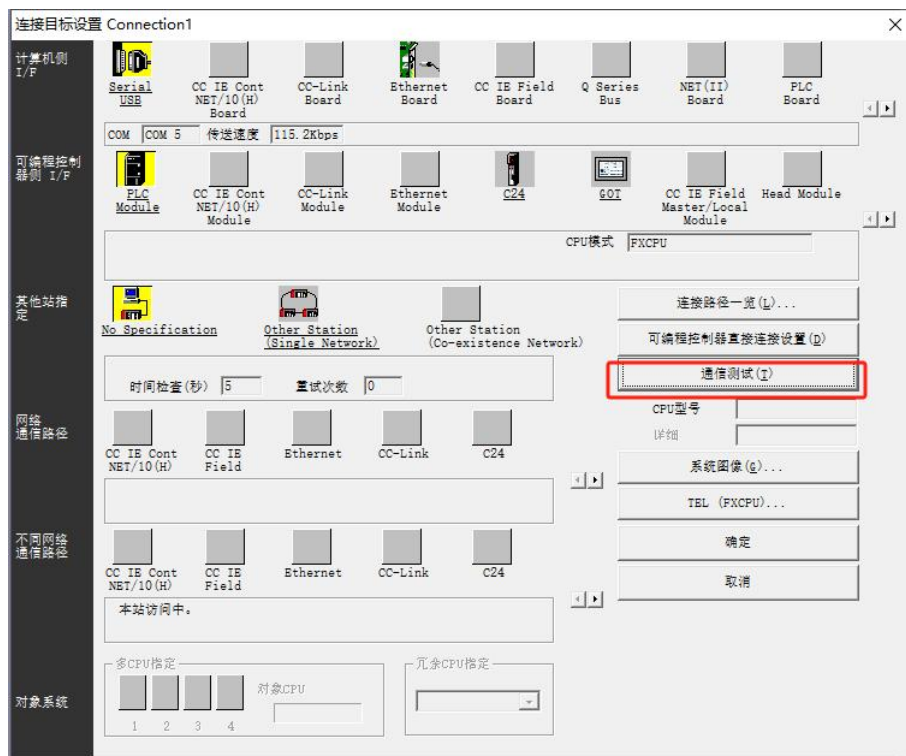 连接目标设置 Connection1
计算机侧
I/F
Serial
USB
CC IE Cont
NET/10(H)
Board
CC-Link
Board
Ethernet
Board
CC IE Field
Board
Q Series
Bus
NET(II)
Board
PLC
Board
COM COM 5 传送速度 115.2Kbps
可编程控制
器侧 I/F
PLC
Module
CC IE Cont
NET/10(H)
Module
CC-Link
Module
Ethernet
Module
C24
GOT
CC IE Field
Master/Local
Module
Head Module
CPU模式 FXCPU
其他站指
定
No Specification
Other Station
(Single Network)
Other Station
(Co-existence Network)
连接路径一览(L)...
可编程控制器直接连接设置(D)
通信测试(T)
时间检查(秒) 5 重试次数 0
CPU型号
详细
网络
通信路径
CC IE Cont
NET/10(H)
CC IE
Field
Ethernet
CC-Link
C24
系统图像(G)...
TEL (FXCPU)...
不同网络
通信路径
CC IE Cont
NET/10(H)
CC IE
Field
Ethernet
CC-Link
C24
确定
取消
本站访问中。
对象系统
多CPU指定
1 2 3 4
对象CPU
冗余CPU指定